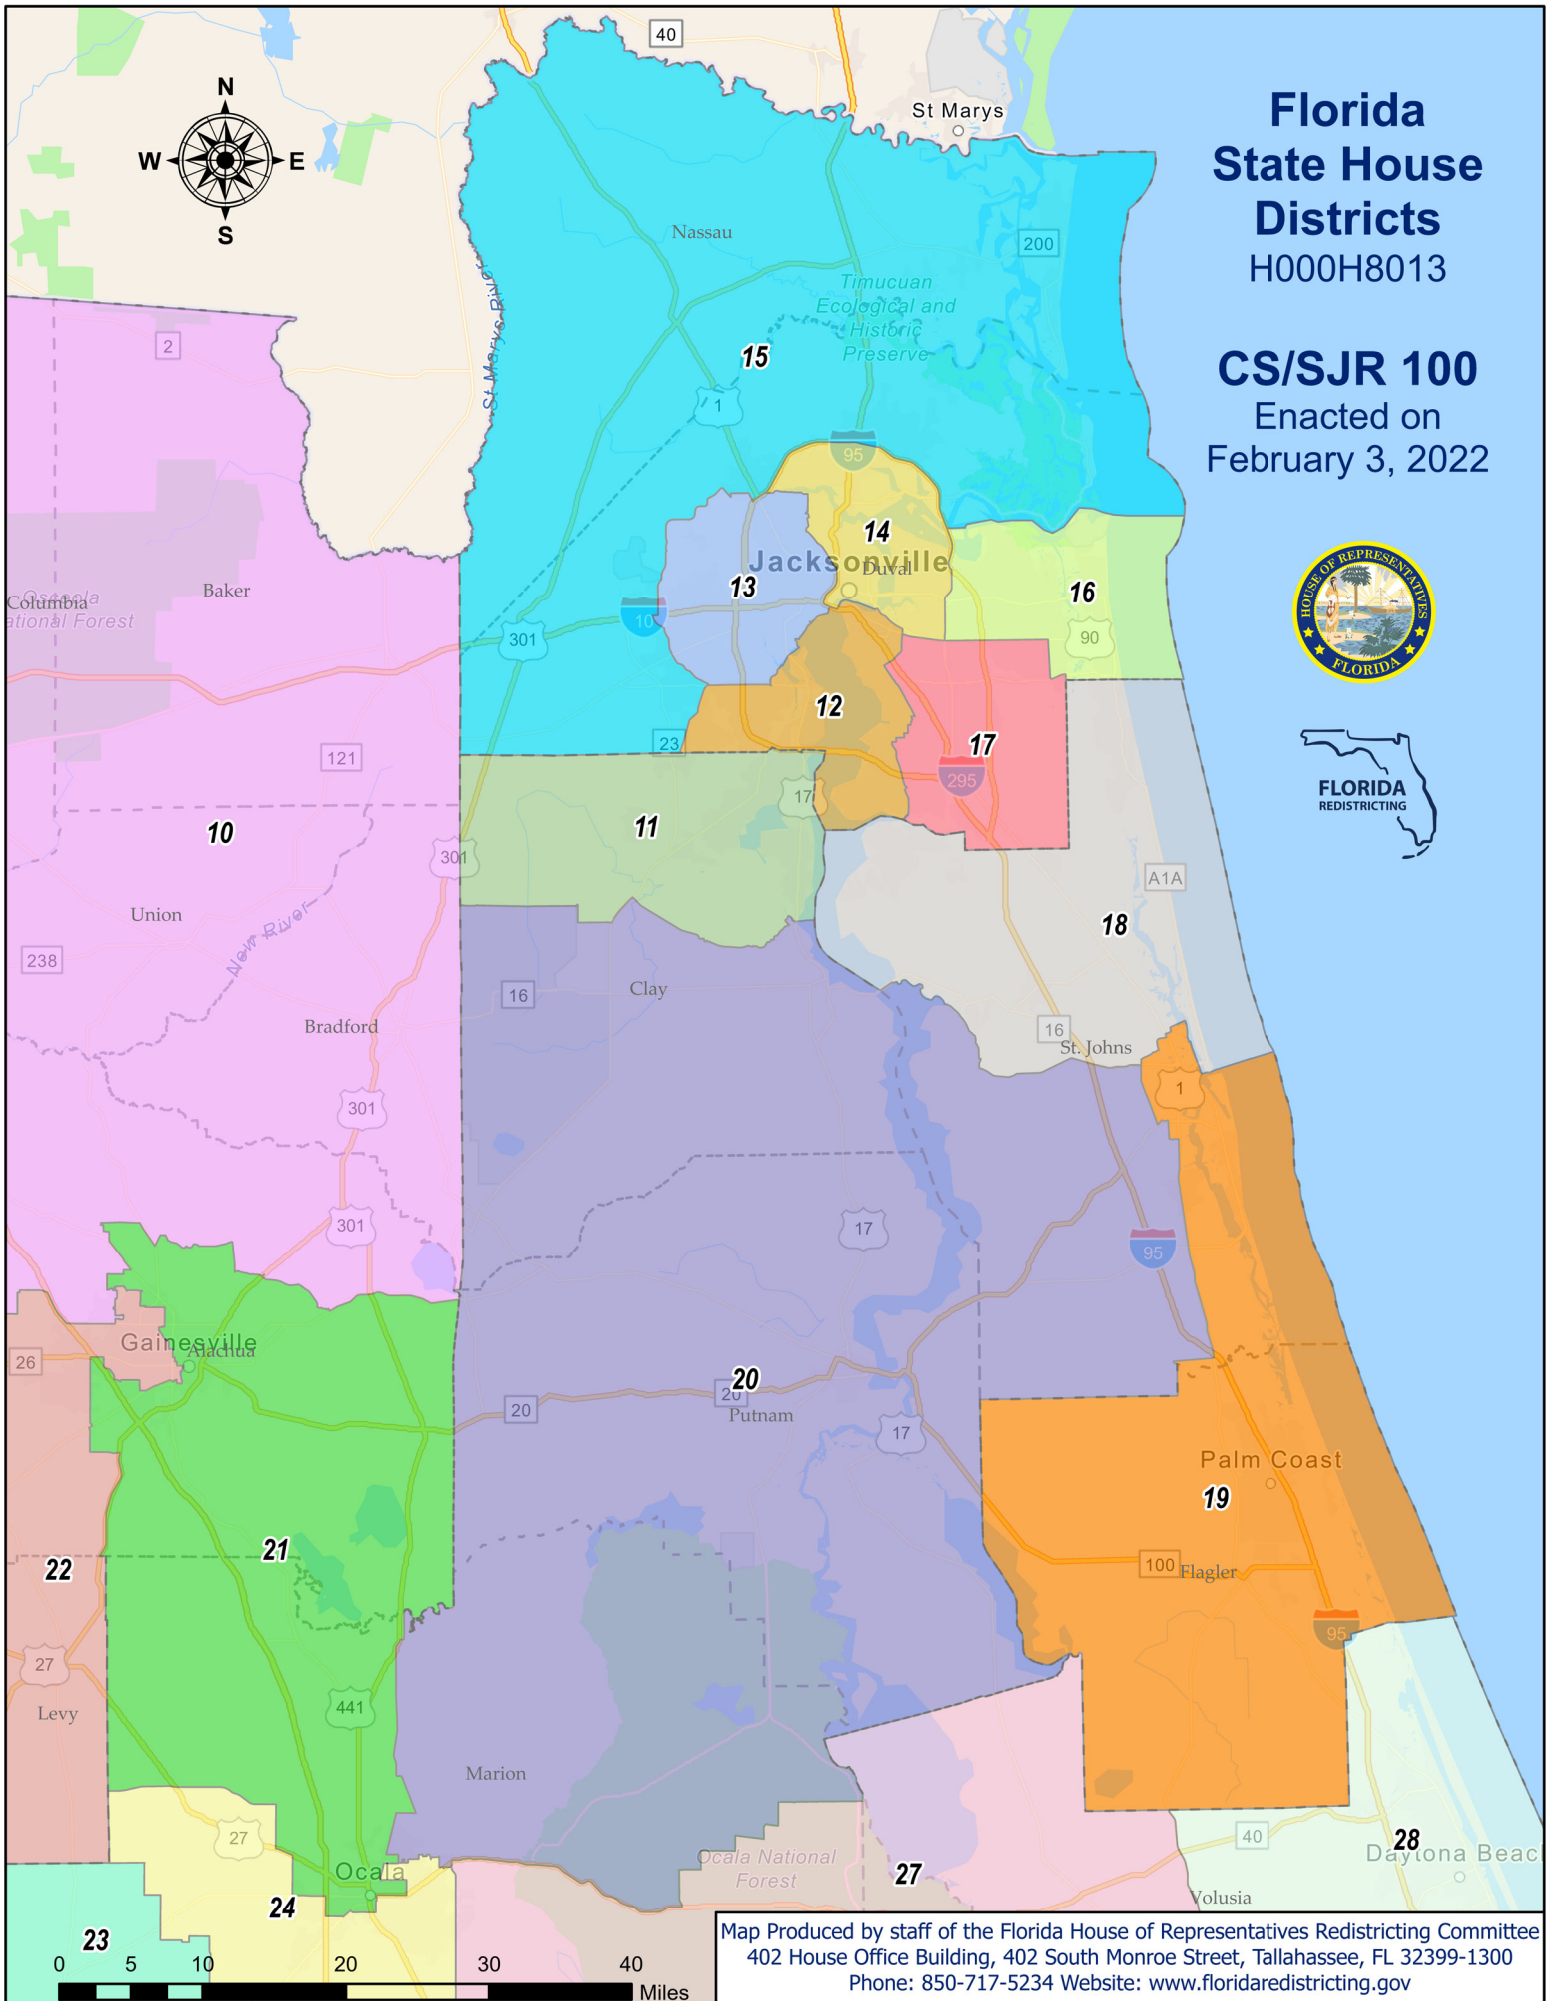 40
St Marys
N
W
E
S
Florida
State House
Districts
H000H8013
CS/SJR 100
Enacted on
February 3, 2022
HOUSE OF REPRESENTATIVES
FLORIDA
FLORIDA
REDISTRICTING
Nassau
200
St Marys River
Timucuan
Ecological and
Historic
Preserve
2
15
1
95
14
Jacksonville
Duval
13
16
Baker
Columbia
Osceola
ational Forest
10
301
90
12
17
23
121
295
17
11
10
301
A1A
Union
New River
18
238
16
Clay
Bradford
16
St. Johns
301
1
301
17
95
Gainesville
Alachua
26
20
20
20
Putnam
17
Palm Coast
19
21
22
100
Flagler
95
27
441
Levy
Marion
27
Ocala
24
23
Ocala National
Forest
27
40
28
Daytona Beac
Volusia
0 5 10 20 30 40
Miles
Map Produced by staff of the Florida House of Representatives Redistricting Committee
402 House Office Building, 402 South Monroe Street, Tallahassee, FL 32399-1300
Phone: 850-717-5234 Website: www.floridaredistricting.gov